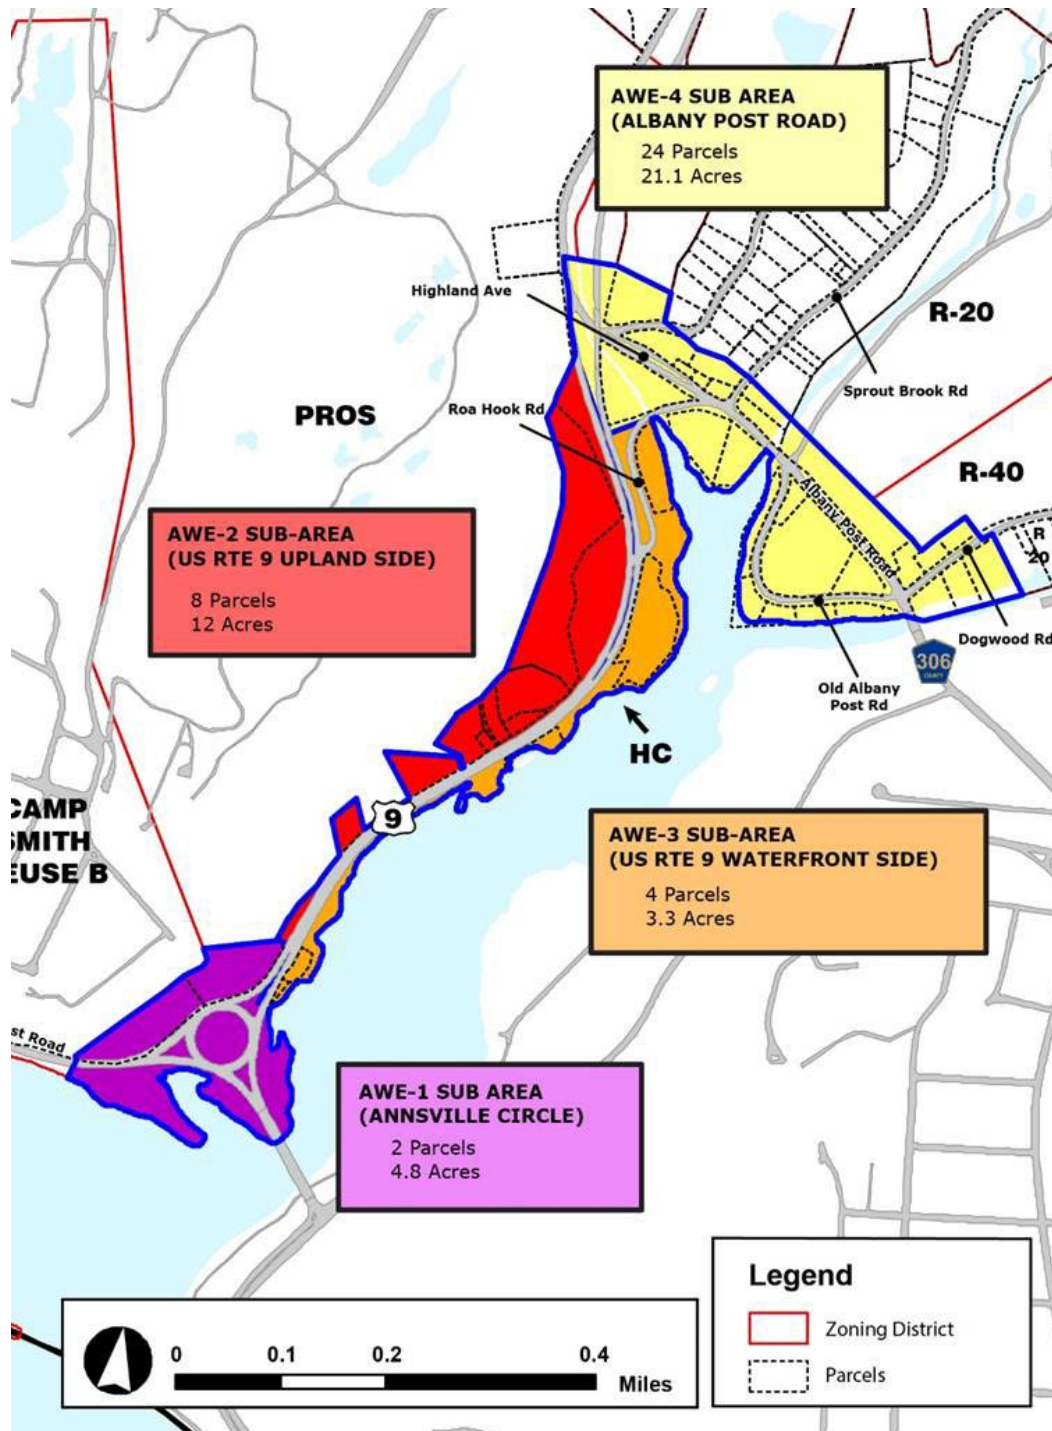 AWE-4 SUB AREA
(ALBANY POST ROAD)
24 Parcels
21.1 Acres
Highland Ave
R-20
Sprout Brook Rd
Roa Hook Rd
PROS
R-40
Albany Post Road
R
20
AWE-2 SUB-AREA
(US RTE 9 UPLAND SIDE)
8 Parcels
12 Acres
Dogwood Rd
306
COUNTY
Old Albany
Post Rd
HC
9
CAMP
SMITH
EUSE B
AWE-3 SUB-AREA
(US RTE 9 WATERFRONT SIDE)
4 Parcels
3.3 Acres
st Road
AWE-1 SUB AREA
(ANNSVILLE CIRCLE)
2 Parcels
4.8 Acres
Legend
Zoning District
Parcels
0 0.1 0.2 0.4
Miles